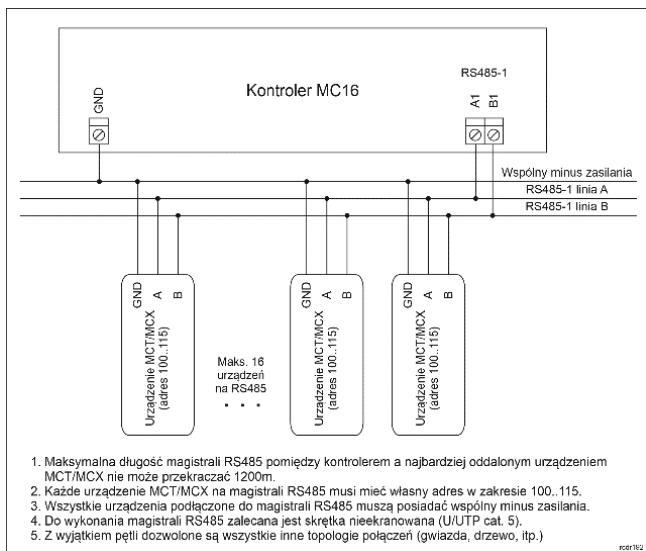 RS485-1
Kontroler MC16
GND
A1
B1
Wspólny minus zasilania
RS485-1 linia A
RS485-1 linia B
GND
A
B
Urządzenie MCT/MCX
(adres 100..115)
Maks. 16
urządzeń
na RS485
. . .
GND
A
B
Urządzenie MCT/MCX
(adres 100..115)
GND
A
B
Urządzenie MCT/MCX
(adres 100..115)
1. Maksymalna długość magistrali RS485 pomiędzy kontrolerem a najbardziej oddalonym urządzeniem
MCT/MCX nie może przekraczać 1200m.
2. Każde urządzenie MCT/MCX na magistrali RS485 musi mieć własny adres w zakresie 100..115.
3. Wszystkie urządzenia podłączone do magistrali RS485 muszą posiadać wspólny minus zasilania.
4. Do wykonania magistrali RS485 zalecana jest skrętka nieekranowana (U/UTP cat. 5).
5. Z wyjątkiem pętli dozwolone są wszystkie inne topologie połączeń (gwiazda, drzewo, itp.)
rcdr192